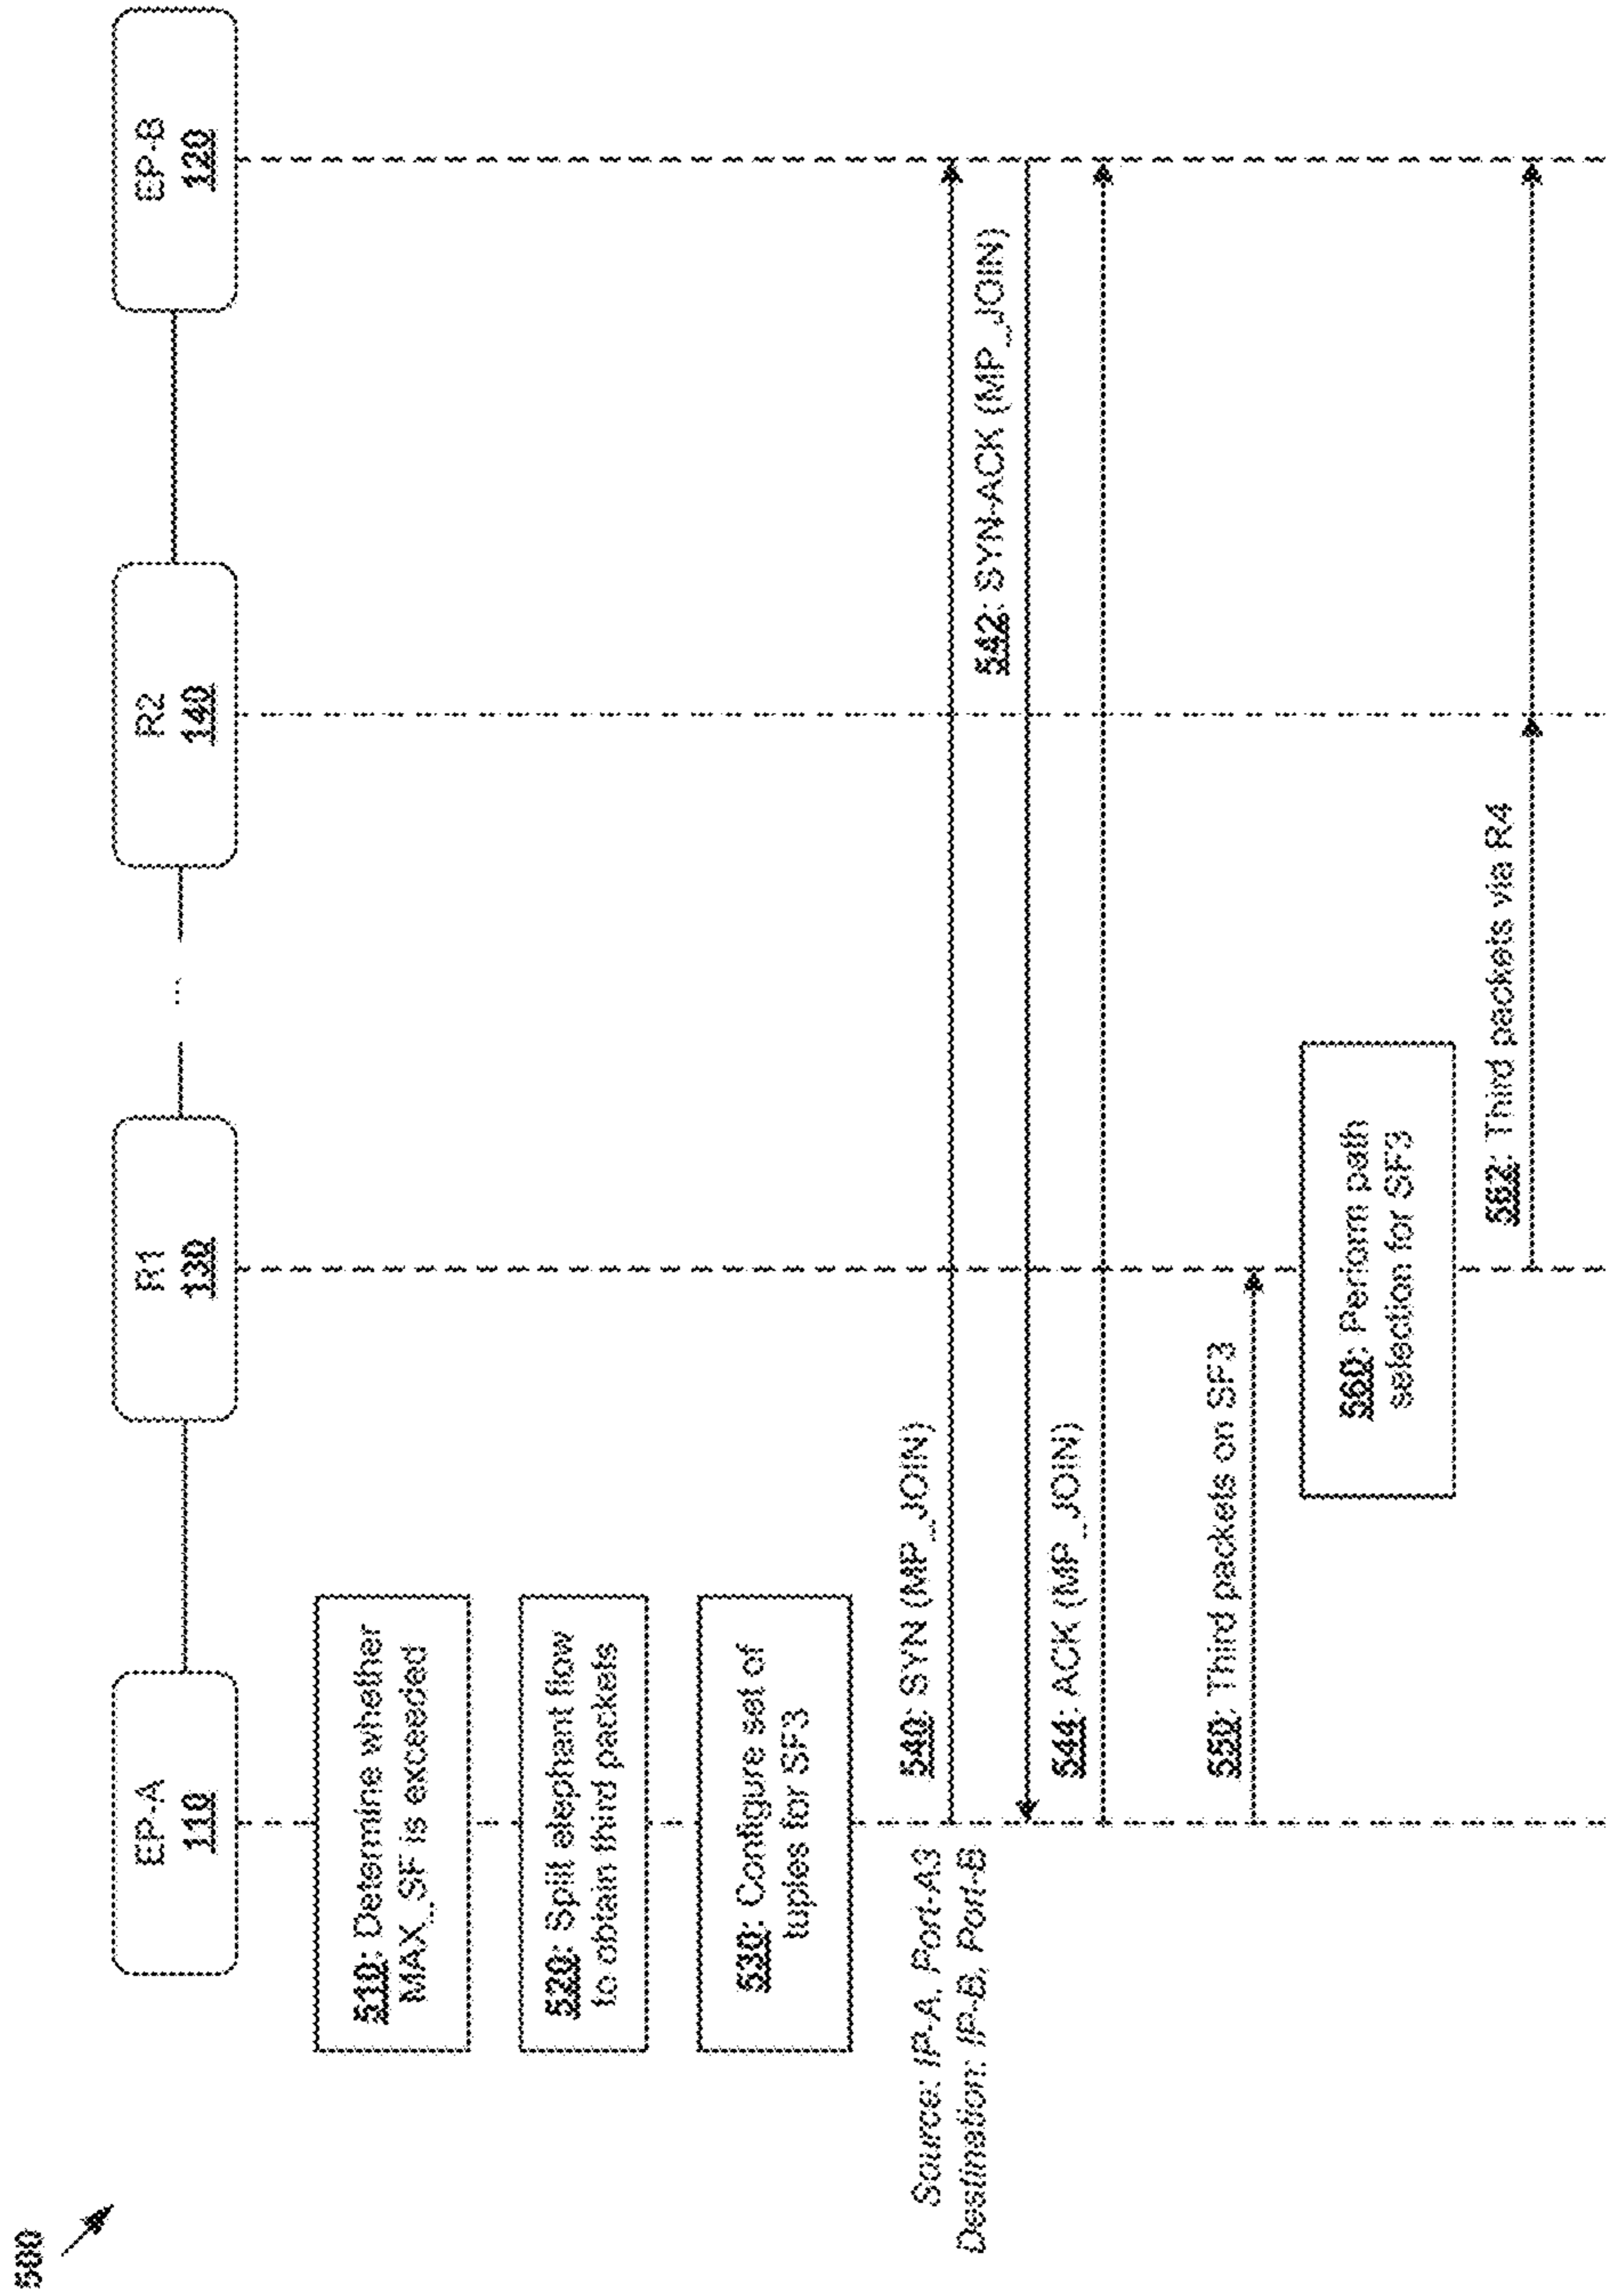 500
EP-A
110
R1
130
...
R2
140
EP-B
120
510: Determine whether
MAX_SF is exceeded
520: Split elephant flow
to obtain third packets
530: Configure set of
tuples for SF3
540: SYN (MP_JOIN)
Source: IP-A, Port-A3
Destination: IP-B, Port-B
542: SYN-ACK (MP_JOIN)
544: ACK (MP_JOIN)
550: Third packets on SF3
560: Perform path
selection for SF3
562: Third packets via R4